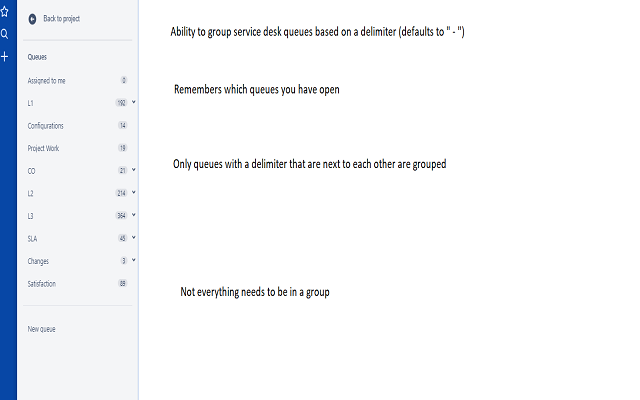 Back to project
Queues
Assigned to me 0
L1 192
Configurations 14
Project Work 19
CO 21
L2 214
L3 364
SLA 45
Changes 3
Satisfaction 89
New queue
Ability to group service desk queues based on a delimiter (defaults to " - ")
Remembers which queues you have open
Only queues with a delimiter that are next to each other are grouped
Not everything needs to be in a group